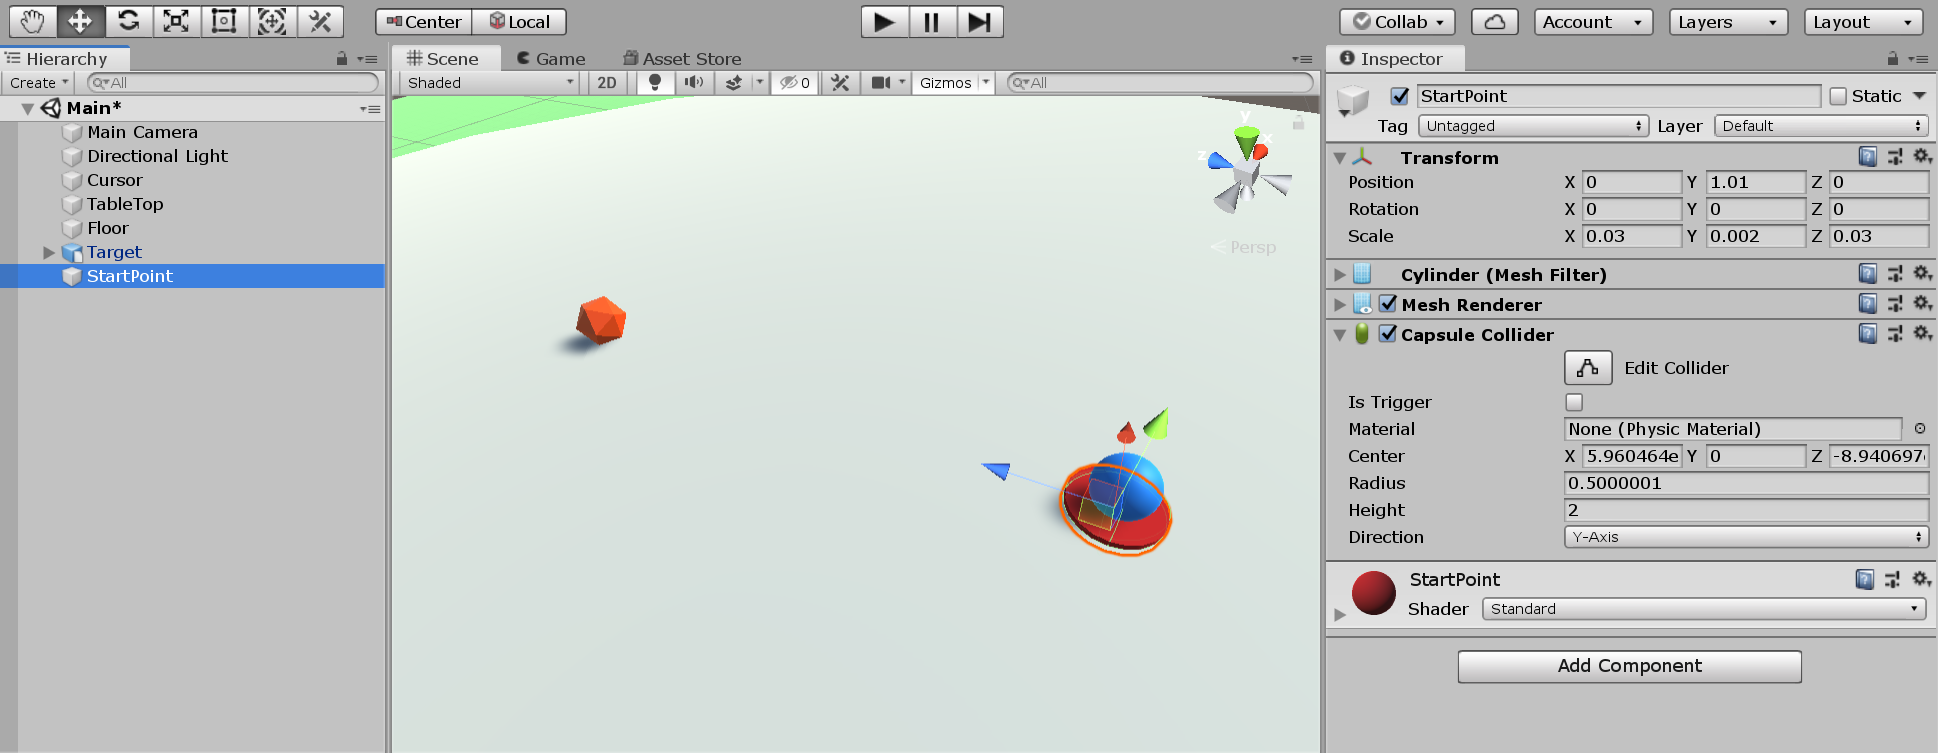 Center Local Collab Account Layers Layout
Hierarchy
Create All
Main*
Main Camera
Directional Light
Cursor
TableTop
Floor
Target
StartPoint
Scene Game Asset Store
Shaded 2D 0 Gizmos All
y
x
z
Persp
Inspector
StartPoint Static
Tag Untagged Layer Default
Transform
Position X 0 Y 1.01 Z 0
Rotation X 0 Y 0 Z 0
Scale X 0.03 Y 0.002 Z 0.03
Cylinder (Mesh Filter)
Mesh Renderer
Capsule Collider
Edit Collider
Is Trigger
Material None (Physic Material)
Center X 5.960464e Y 0 Z -8.940697
Radius 0.5000001
Height 2
Direction Y-Axis
StartPoint
Shader Standard
Add Component